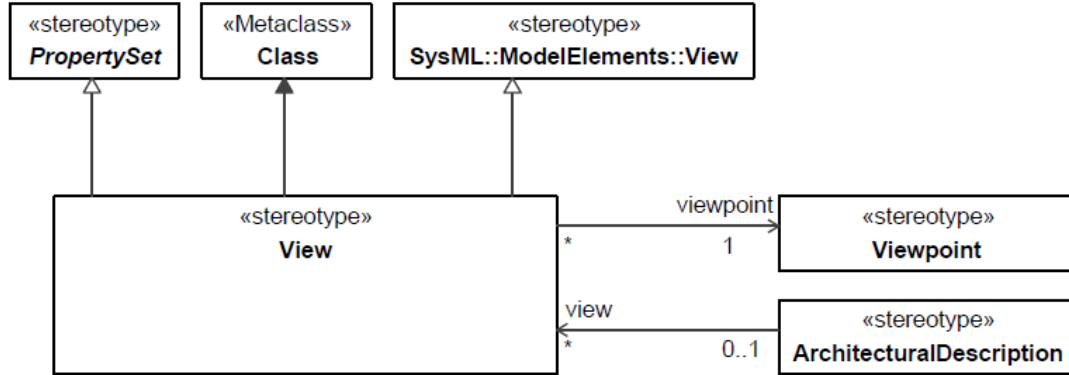 «stereotype»
PropertySet
«Metaclass»
Class
«stereotype»
SysML::ModelElements::View
«stereotype»
View
viewpoint
*
1
«stereotype»
Viewpoint
view
*
0..1
«stereotype»
ArchitecturalDescription